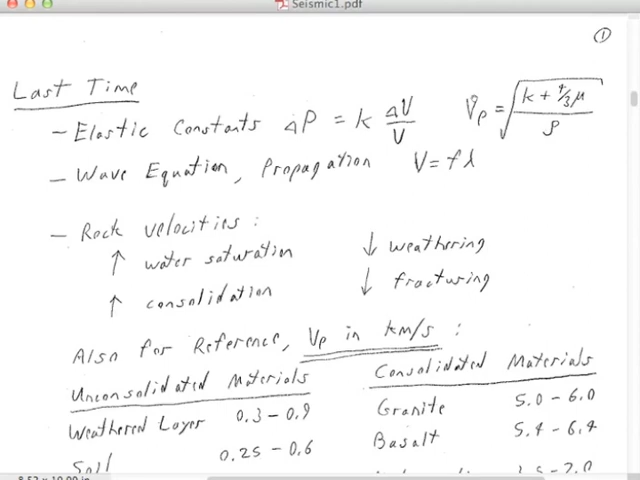 Seismic1.pdf
1
Last Time
- Elastic Constants ΔP = k ΔV/V Vp = √((k + 4/3 μ)/ρ)
- Wave Equation, Propagation V = fλ
- Rock velocities:
↑ water saturation ↓ weathering
↑ consolidation ↓ fracturing
Also for Reference, Vp in km/s :
Unconsolidated Materials Consolidated Materials
Weathered Layer 0.3 - 0.9 Granite 5.0 - 6.0
Soil 0.25 - 0.6 Basalt 5.4 - 6.4